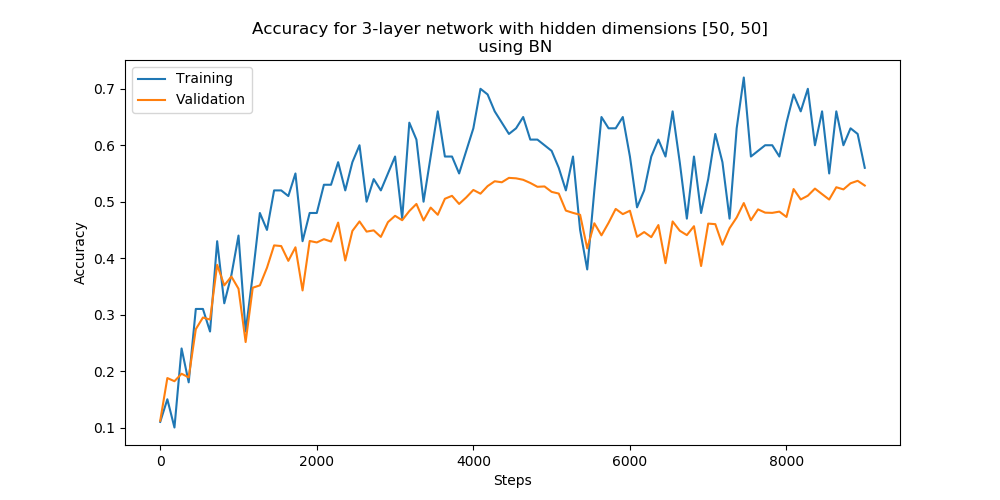 Accuracy for 3-layer network with hidden dimensions [50, 50]
using BN
Training
Validation
0.7
0.6
0.5
0.4
0.3
0.2
0.1
Accuracy
0
2000
4000
6000
8000
Steps